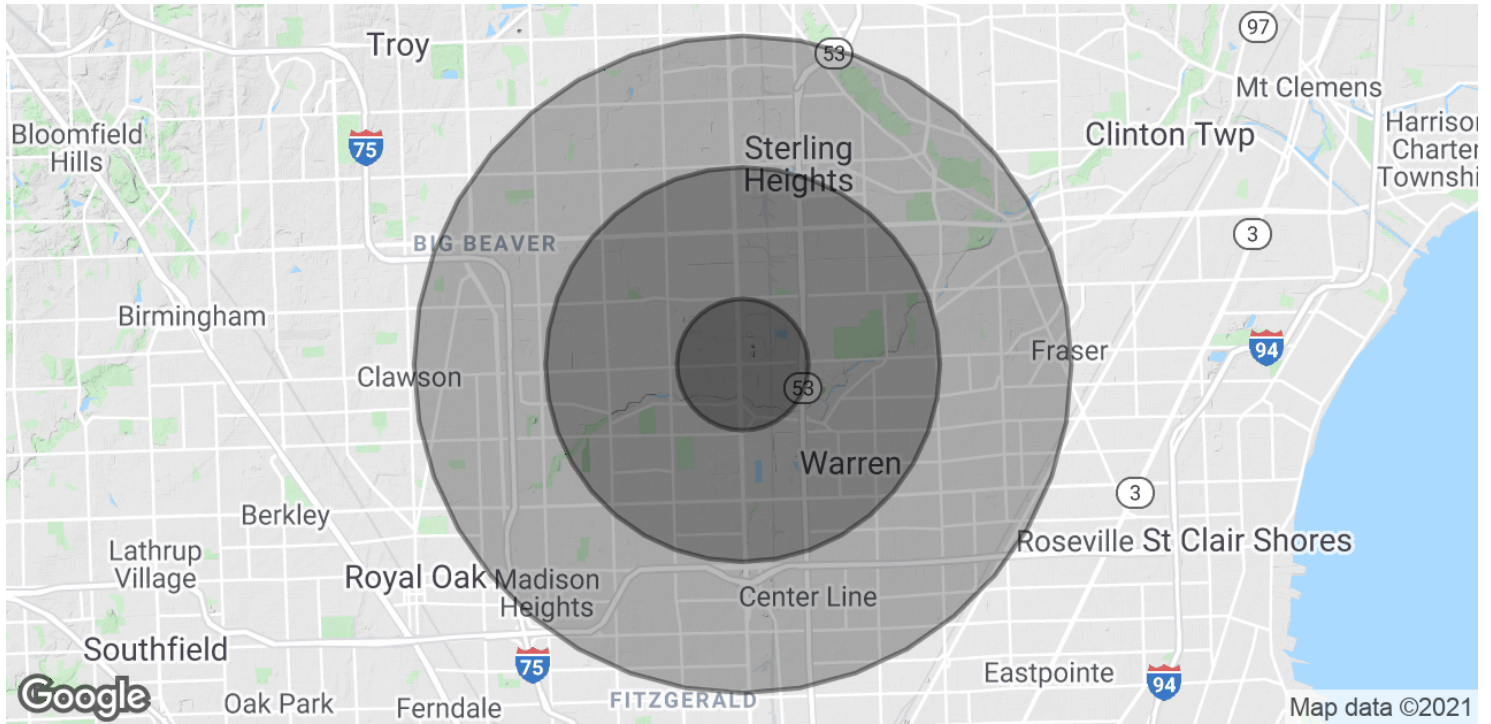 97
Troy
53
Mt Clemens
Bloomfield
Hills
75
Sterling
Heights
Clinton Twp
Harrison
Charter
Townshi
3
BIG BEAVER
Birmingham
Clawson
53
Fraser
94
Warren
3
Berkley
Lathrup
Village
Royal Oak
Madison
Heights
Center Line
Roseville
St Clair Shores
Southfield
75
Eastpointe
94
Google
Oak Park
Ferndale
FITZGERALD
Map data ©2021